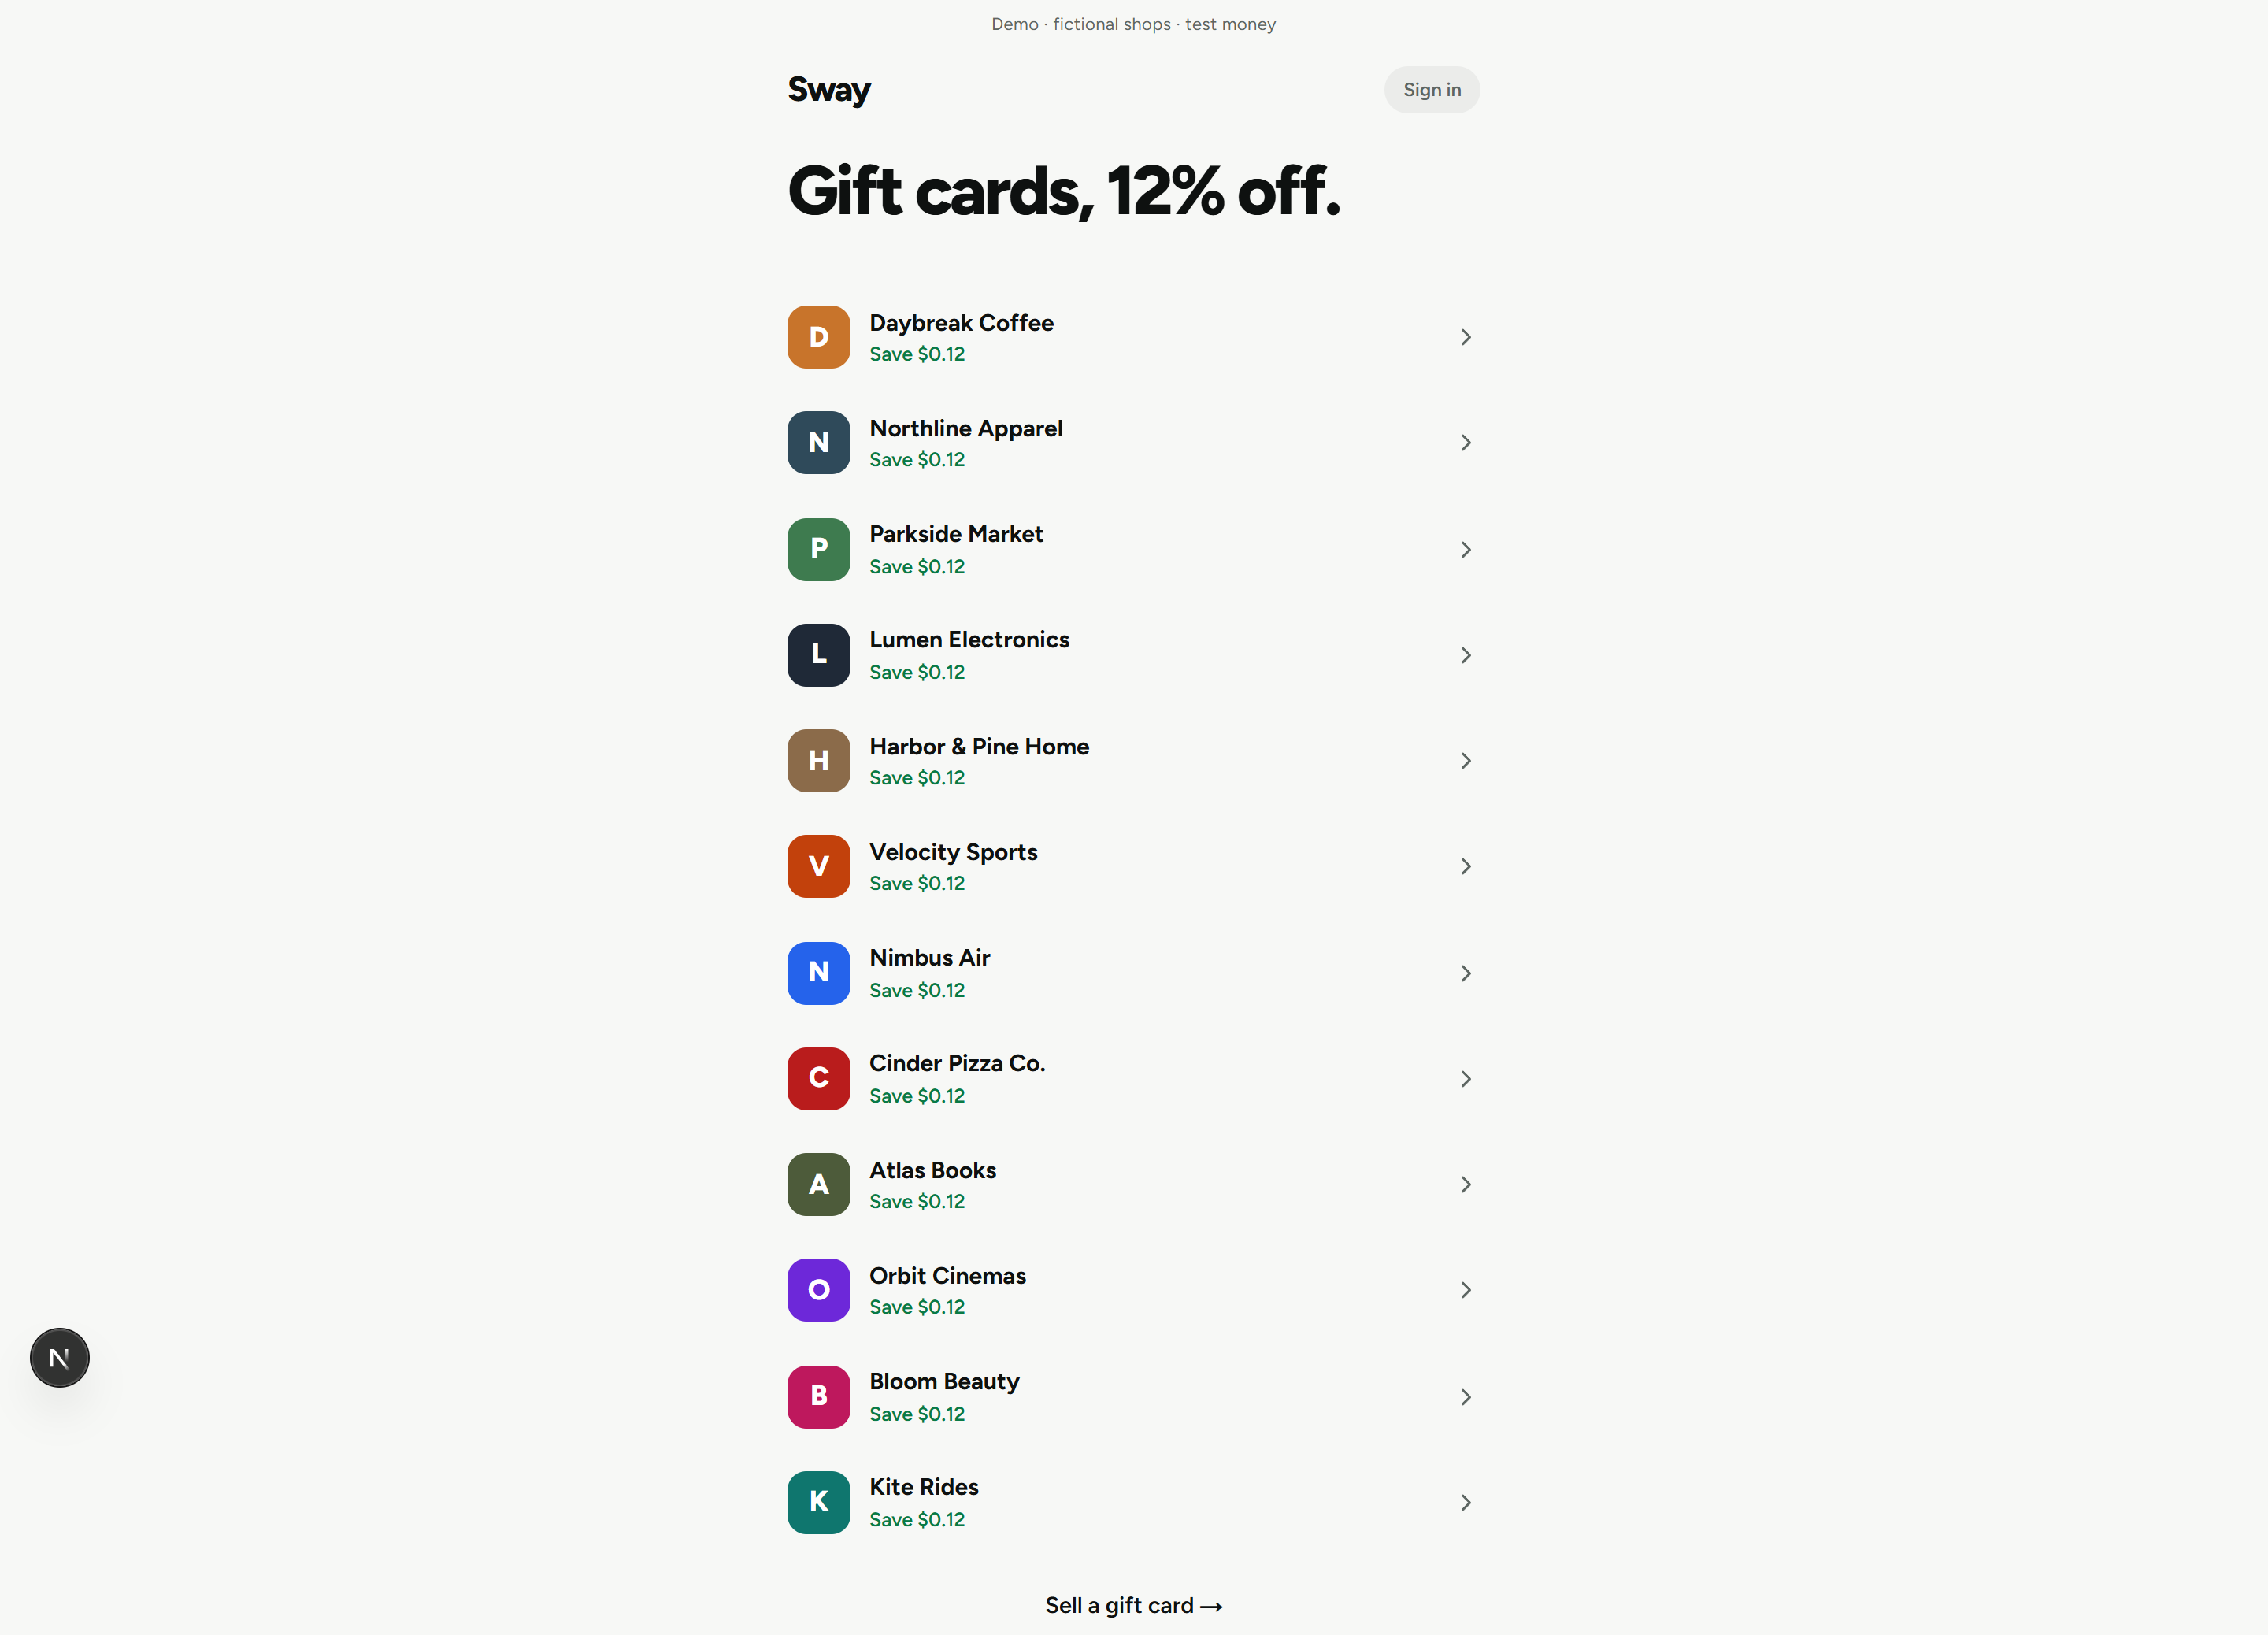 Demo · fictional shops · test money
Sway
Sign in
Gift cards, 12% off.
D
Daybreak Coffee
Save $0.12
N
Northline Apparel
Save $0.12
P
Parkside Market
Save $0.12
L
Lumen Electronics
Save $0.12
H
Harbor & Pine Home
Save $0.12
V
Velocity Sports
Save $0.12
N
Nimbus Air
Save $0.12
C
Cinder Pizza Co.
Save $0.12
A
Atlas Books
Save $0.12
O
Orbit Cinemas
Save $0.12
N
B
Bloom Beauty
Save $0.12
K
Kite Rides
Save $0.12
Sell a gift card →